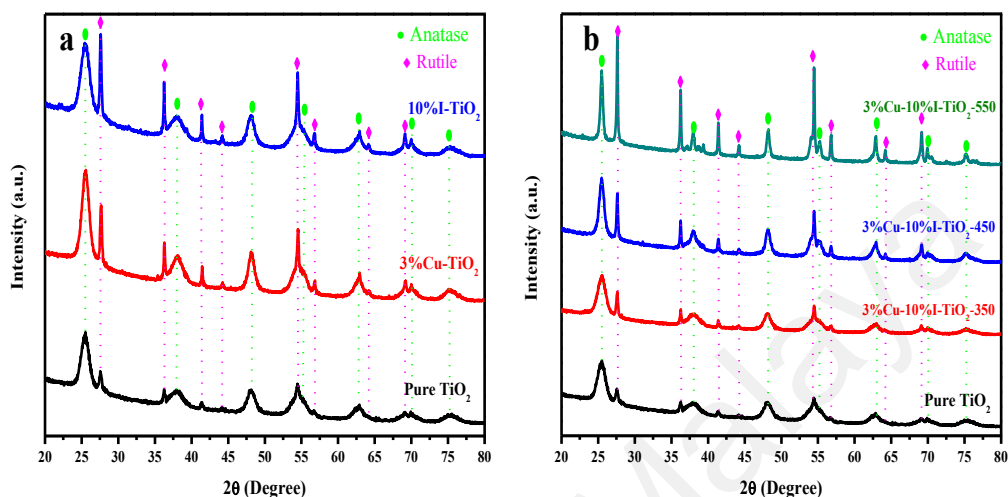 a
Anatase
Rutile
10%I-TiO₂
3%Cu-TiO₂
Pure TiO₂
Intensity (a.u.)
20 25 30 35 40 45 50 55 60 65 70 75 80
2θ (Degree)
b
Anatase
Rutile
3%Cu-10%I-TiO₂-550
3%Cu-10%I-TiO₂-450
3%Cu-10%I-TiO₂-350
Pure TiO₂
Intensity (a.u.)
20 25 30 35 40 45 50 55 60 65 70 75 80
2θ (Degree)
Malaya